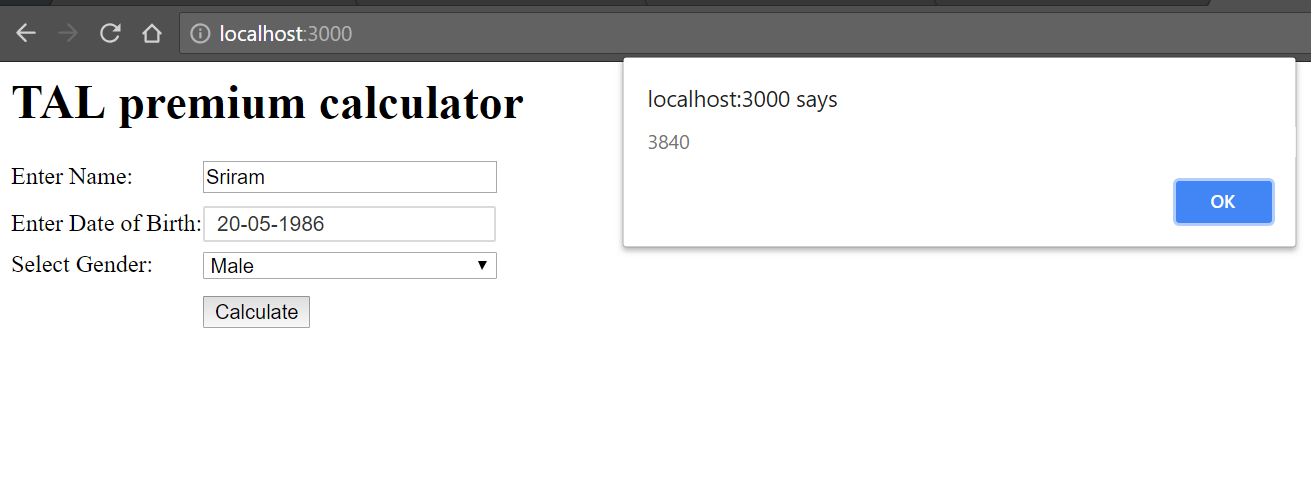 localhost:3000
TAL premium calculator
localhost:3000 says
3840
OK
Enter Name: Sriram
Enter Date of Birth: 20-05-1986
Select Gender: Male
Calculate